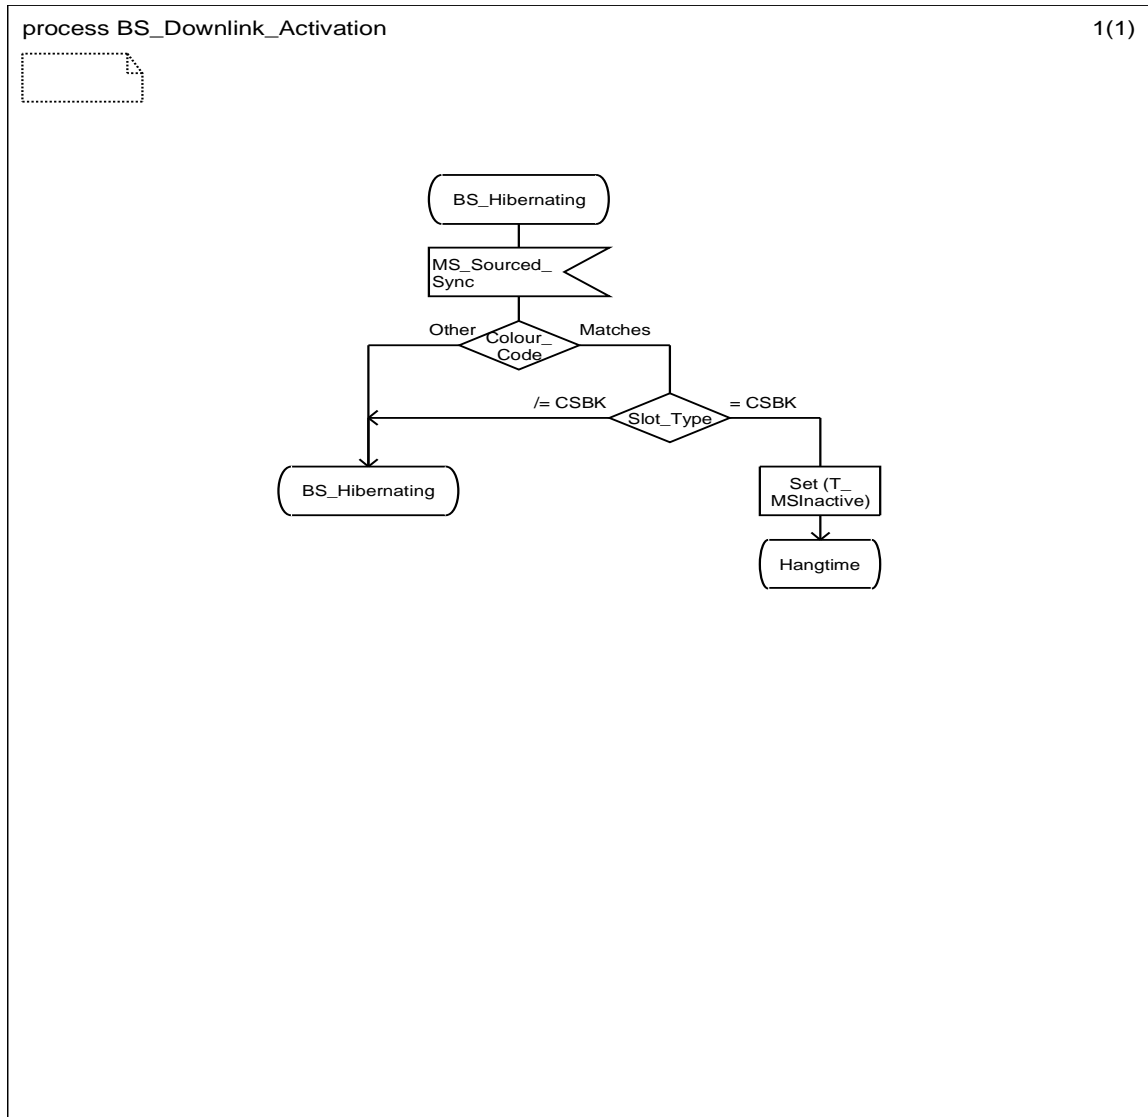 process BS_Downlink_Activation
1(1)
BS_Hibernating
MS_Sourced_
Sync
Other
Colour_
Code
Matches
/= CSBK
Slot_Type
= CSBK
BS_Hibernating
Set (T_
MSInactive)
Hangtime